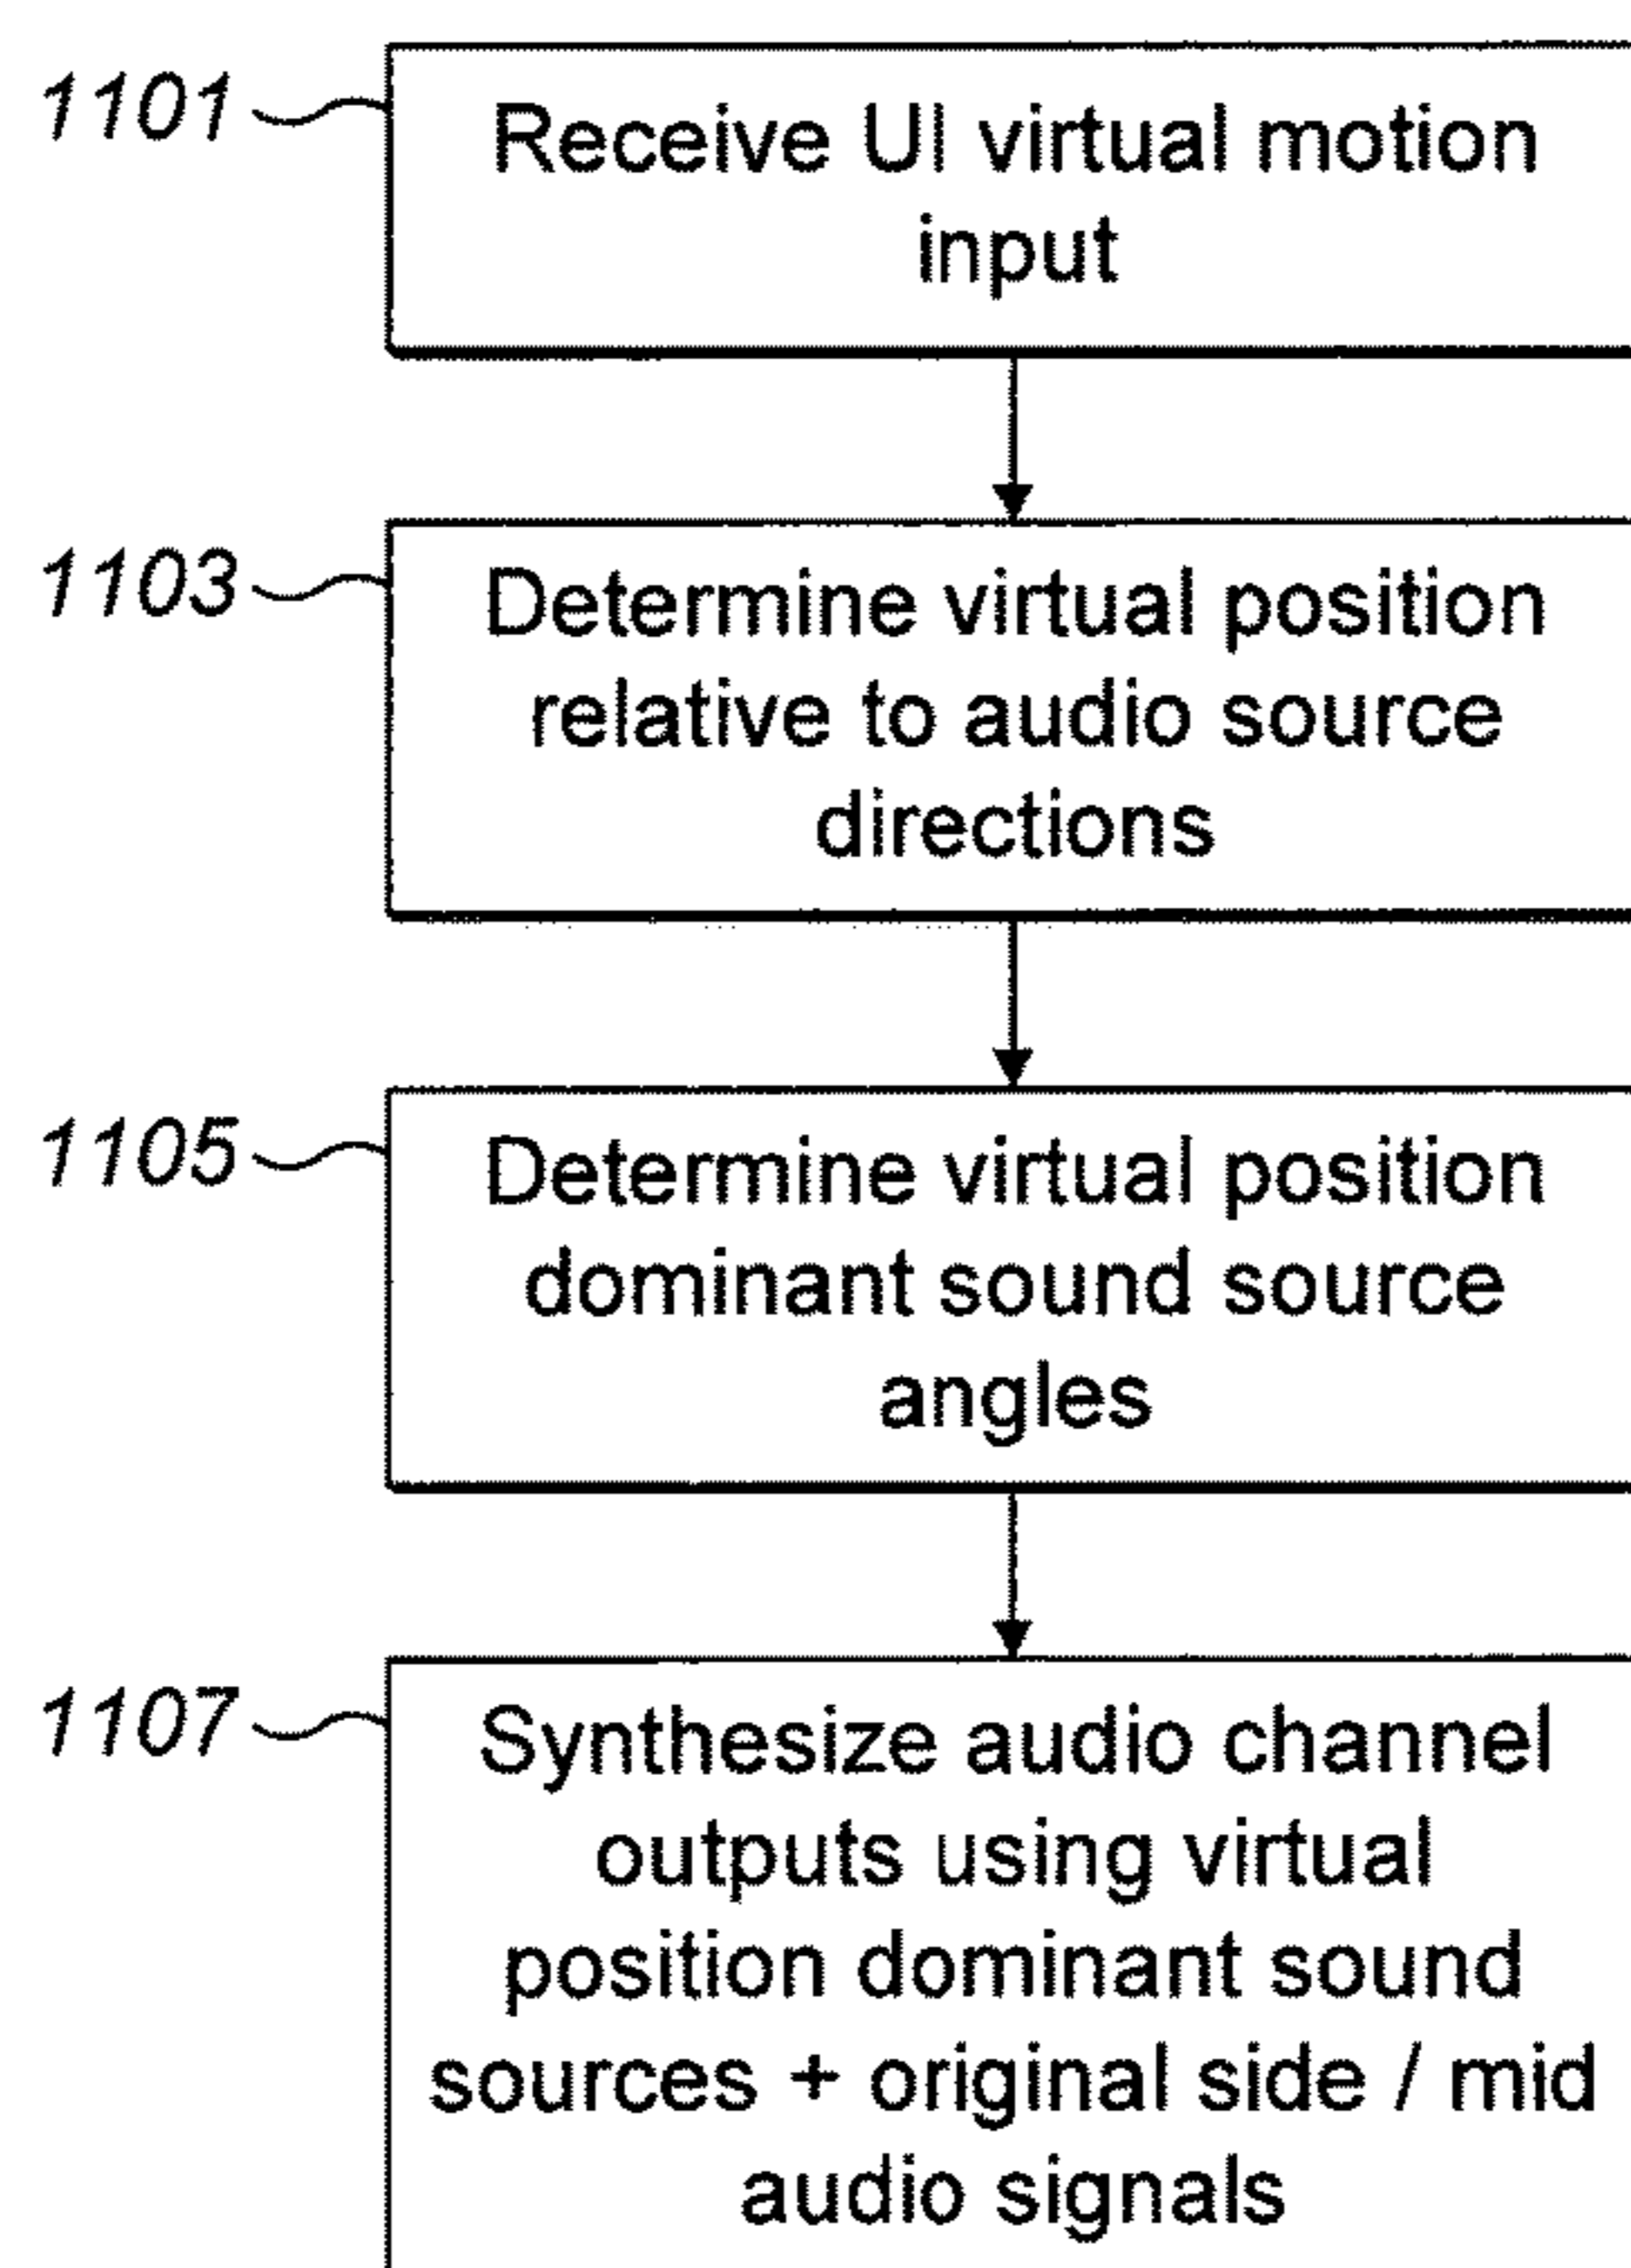 1101
Receive UI virtual motion
input
1103
Determine virtual position
relative to audio source
directions
1105
Determine virtual position
dominant sound source
angles
1107
Synthesize audio channel
outputs using virtual
position dominant sound
sources + original side / mid
audio signals